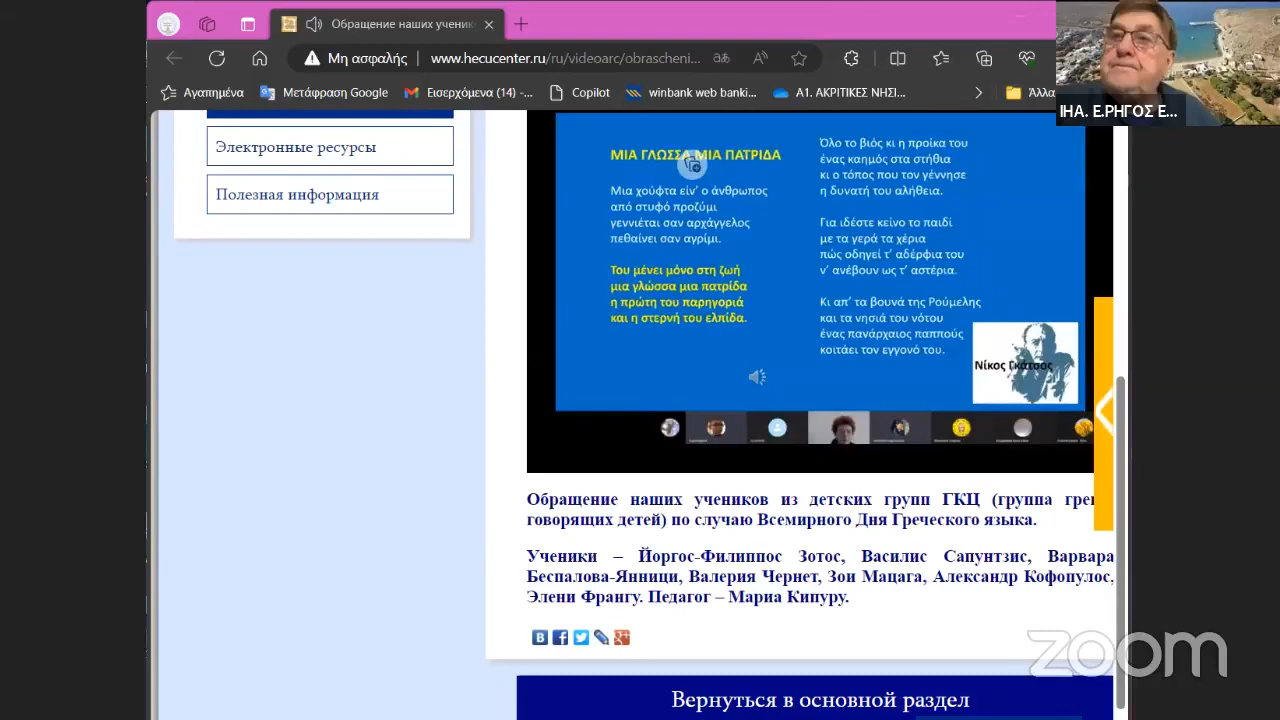 Обращение наших ученик
Μη ασφαλής
www.hecucenter.ru/ru/videoarc/obrascheni...
Αγαπημένα
Μετάφραση Google
Εισερχόμενα (14) -...
Copilot
winbank web banki...
A1. ΑΚΡΙΤΙΚΕΣ ΝΗΣΙ...
Άλλα
ΙΗΑ. Ε.ΡΗΓΟΣ Ε...
Электронные ресурсы
Полезная информация
ΜΙΑ ΓΛΩΣΣΑ ΜΙΑ ΠΑΤΡΙΔΑ
Μια χούφτα είν' ο άνθρωπος
από στυφό προζύμι
γεννιέται σαν αρχάγγελος
πεθαίνει σαν αγρίμι.
Του μένει μόνο στη ζωή
μια γλώσσα μια πατρίδα
η πρώτη του παρηγοριά
και η στερνή του ελπίδα.
Όλο το βιός κι η προίκα του
ένας καημός στα στήθια
κι ο τόπος που τον γέννησε
η δυνατή του αλήθεια.
Για ιδέστε κείνο το παιδί
με τα γερά τα χέρια
πώς οδηγεί τ' αδέρφια του
ν' ανέβουν ως τ' αστέρια.
Κι απ' τα βουνά της Ρούμελης
και τα νησιά του νότου
ένας πανάρχαιος παππούς
κοιτάει τον εγγονό του.
Νίκος Γκάτσος
Обращение наших учеников из детских групп ГКЦ (группа грек
говорящих детей) по случаю Всемирного Дня Греческого языка.
Ученики – Йоргос-Филиппос Зотос, Василис Сапунтзис, Варвара
Беспалова-Янници, Валерия Чернет, Зои Мацага, Александр Кофопулос,
Элени Франгу. Педагог – Мариа Кипуру.
zoom
Вернуться в основной раздел